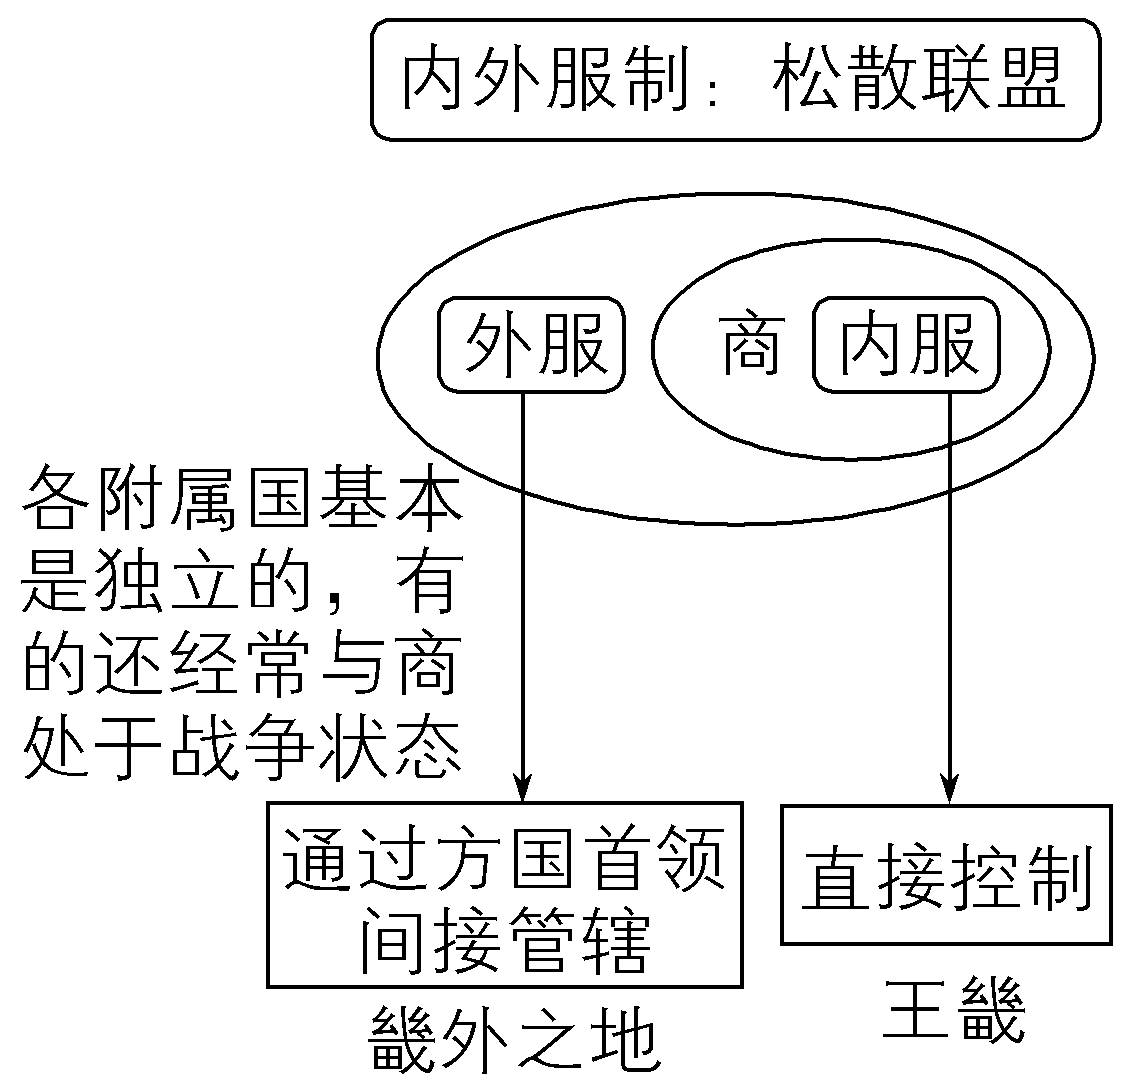 内外服制：松散联盟
外服
商
内服
各附属国基本
是独立的，有
的还经常与商
处于战争状态
通过方国首领
间接管辖
直接控制
畿外之地
王畿